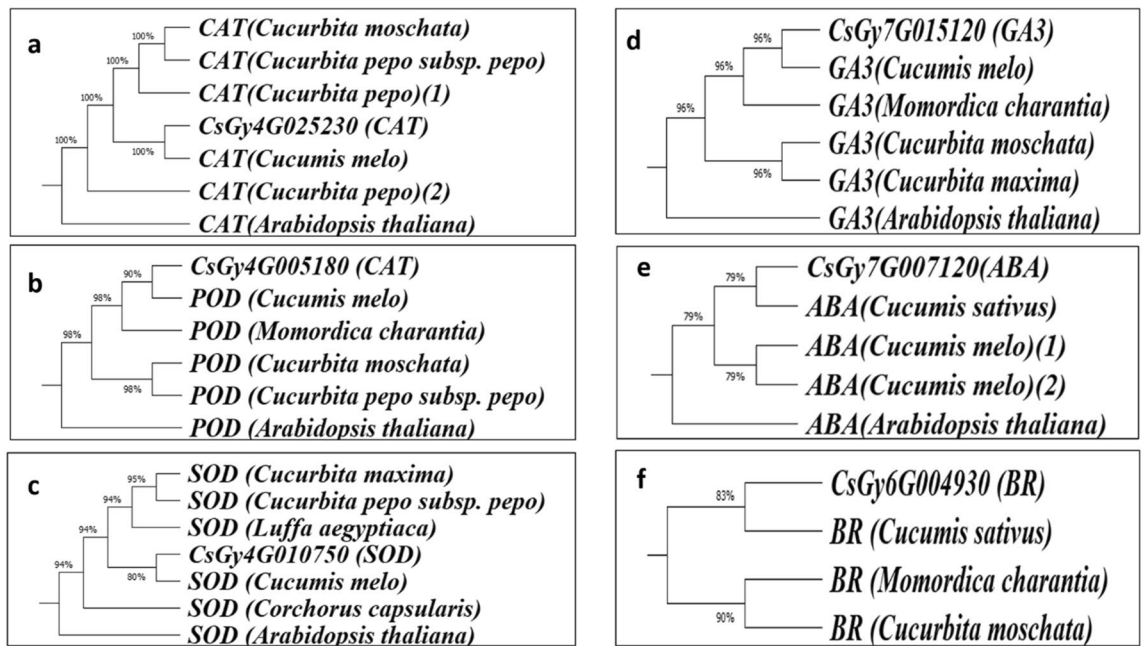 a
100%
CAT(Cucurbita moschata)
100%
CAT(Cucurbita pepo subsp. pepo)
100%
CAT(Cucurbita pepo)(1)
100%
CsGy4G025230 (CAT)
100%
CAT(Cucumis melo)
CAT(Cucurbita pepo)(2)
CAT(Arabidopsis thaliana)
b
90%
CsGy4G005180 (CAT)
98%
POD (Cucumis melo)
98%
POD (Momordica charantia)
POD (Cucurbita moschata)
98%
POD (Cucurbita pepo subsp. pepo)
POD (Arabidopsis thaliana)
c
95%
SOD (Cucurbita maxima)
94%
SOD (Cucurbita pepo subsp. pepo)
94%
SOD (Luffa aegyptiaca)
94%
CsGy4G010750 (SOD)
80%
SOD (Cucumis melo)
SOD (Corchorus capsularis)
SOD (Arabidopsis thaliana)
d
96%
CsGy7G015120 (GA3)
96%
GA3(Cucumis melo)
96%
GA3(Momordica charantia)
GA3(Cucurbita moschata)
96%
GA3(Cucurbita maxima)
GA3(Arabidopsis thaliana)
e
79%
CsGy7G007120(ABA)
79%
ABA(Cucumis sativus)
ABA(Cucumis melo)(1)
79%
ABA(Cucumis melo)(2)
ABA(Arabidopsis thaliana)
f
83%
CsGy6G004930 (BR)
BR (Cucumis sativus)
BR (Momordica charantia)
90%
BR (Cucurbita moschata)